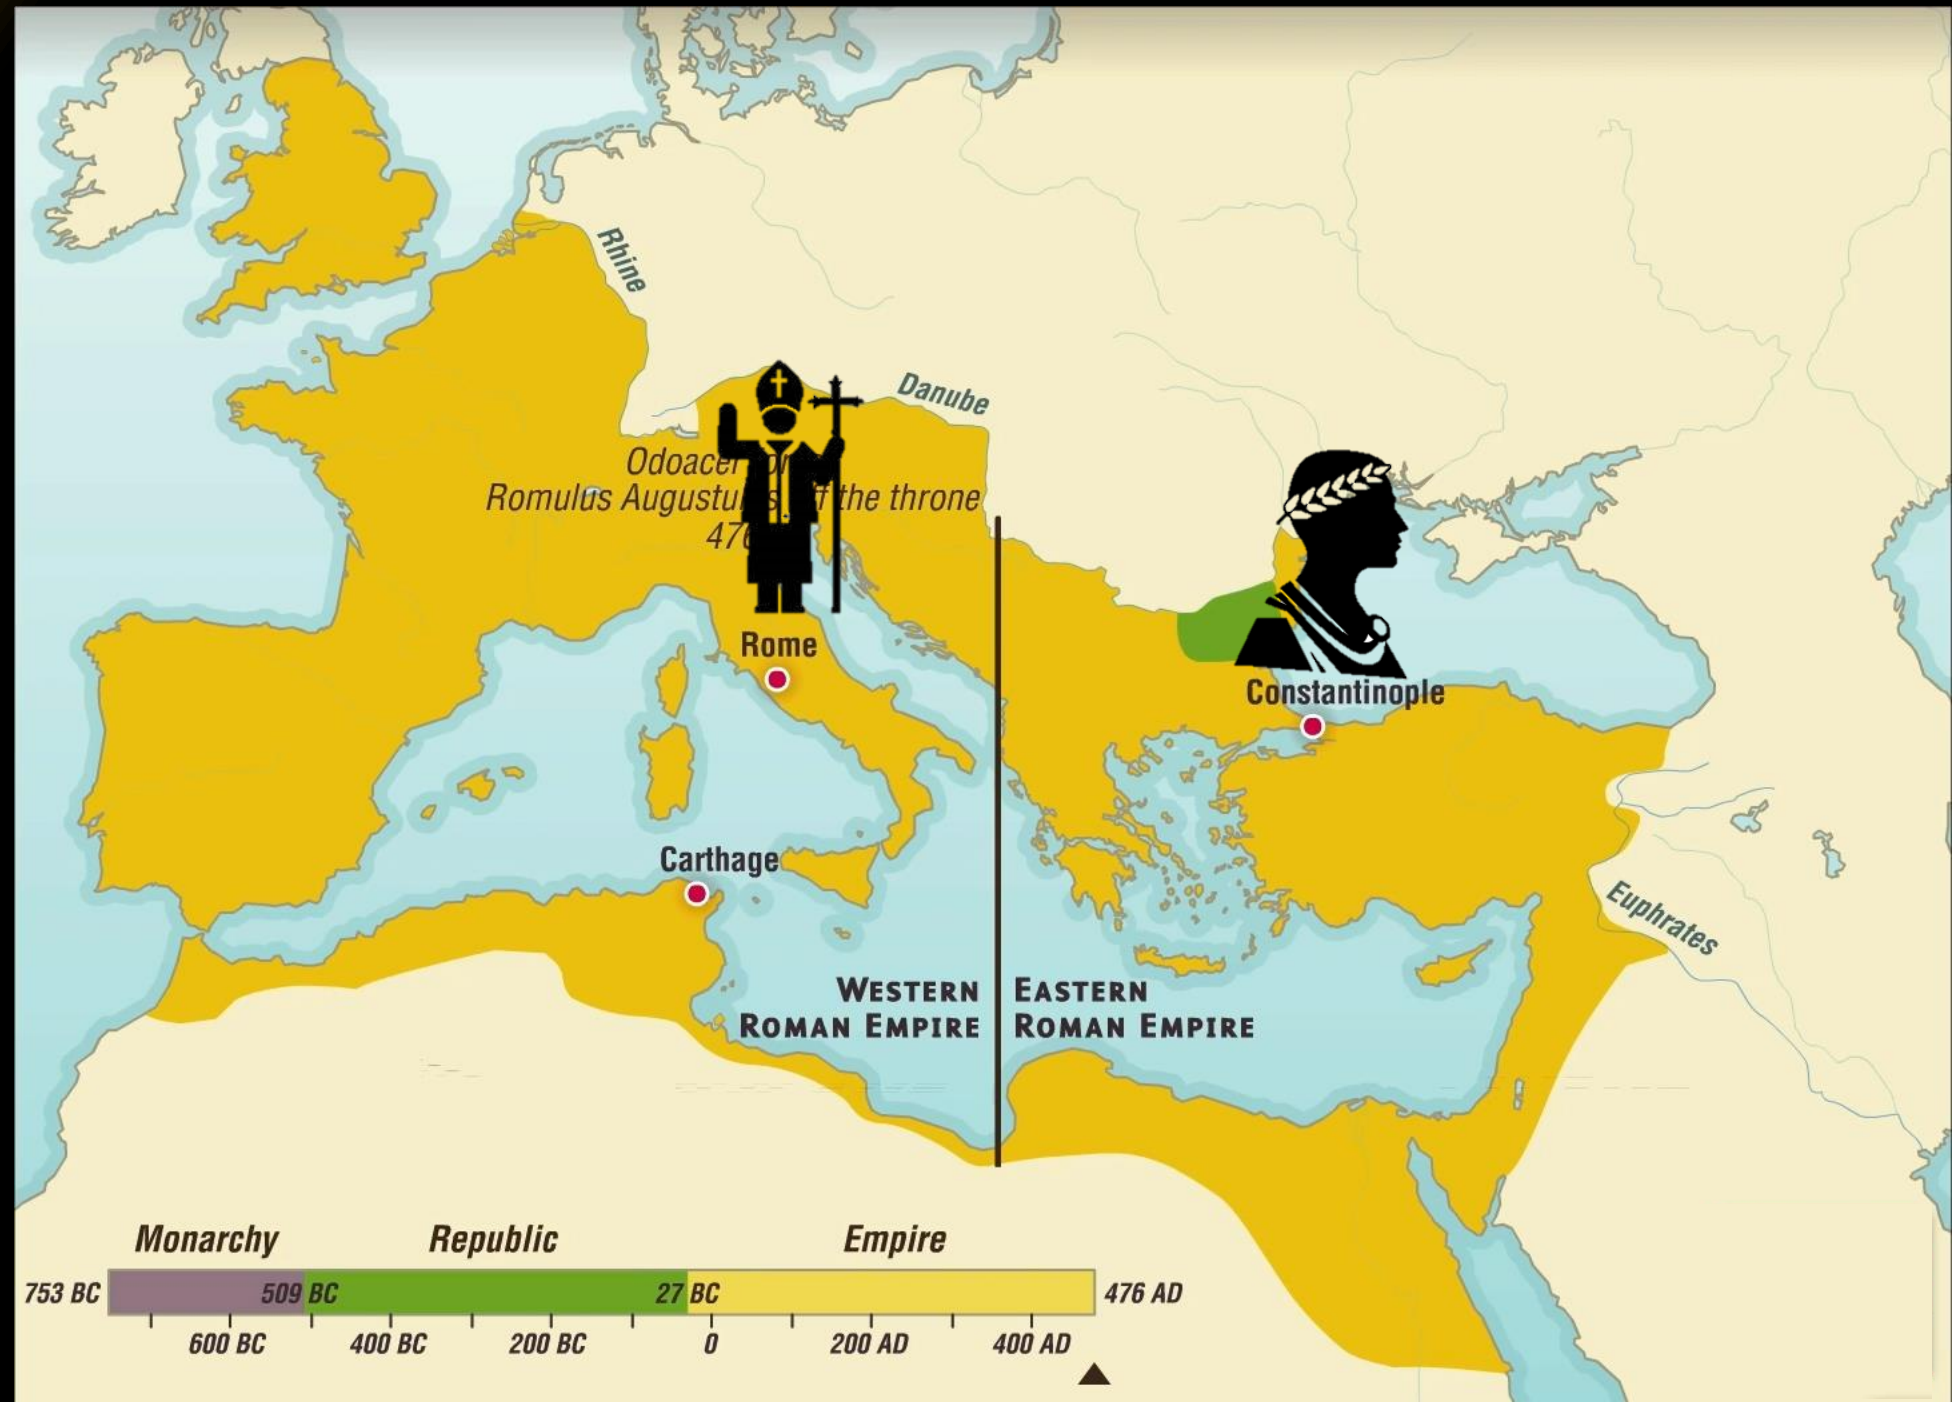 Rhine
Danube
Odoacer
Romulus Augustu the throne
Rome
Constantinople
Carthage
Euphrates
WESTERN
ROMAN EMPIRE
EASTERN
ROMAN EMPIRE
Monarchy
Republic
Empire
753 BC
509 BC
27 BC
476 AD
600 BC
400 BC
200 BC
0
200 AD
400 AD